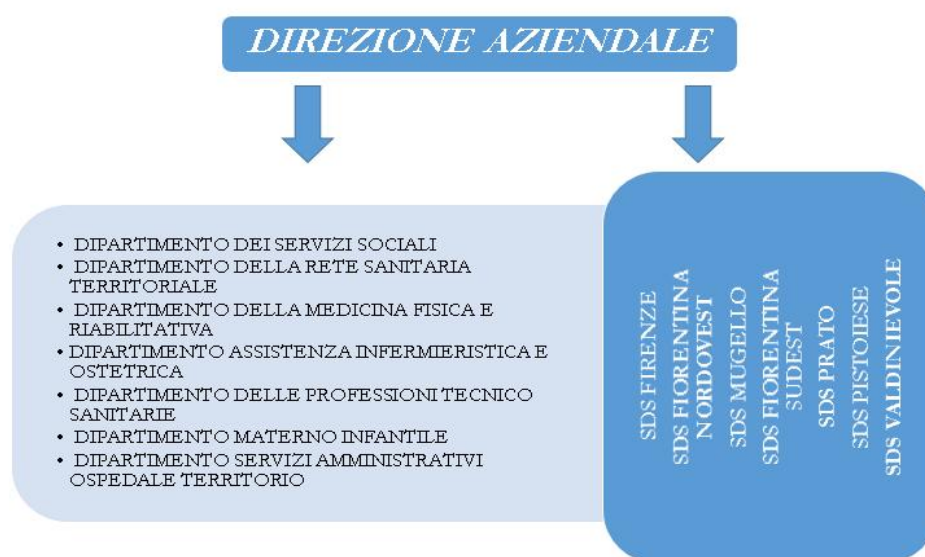 DIREZIONE AZIENDALE
• DIPARTIMENTO DEI SERVIZI SOCIALI
• DIPARTIMENTO DELLA RETE SANITARIA
TERRITORIALE
• DIPARTIMENTO DELLA MEDICINA FISICA E
RIABILITATIVA
• DIPARTIMENTO ASSISTENZA INFERMIERISTICA E
OSTETRICA
• DIPARTIMENTO DELLE PROFESSIONI TECNICO
SANITARIE
• DIPARTIMENTO MATERNO INFANTILE
• DIPARTIMENTO SERVIZI AMMINISTRATIVI
OSPEDALE TERRITORIO
SDS FIRENZE
SDS FIORENTINA
NORDOVEST
SDS MUGELLO
SDS FIORENTINA
SUDEST
SDS PRATO
SDS PISTOIESE
SDS VALDINIEVOLE